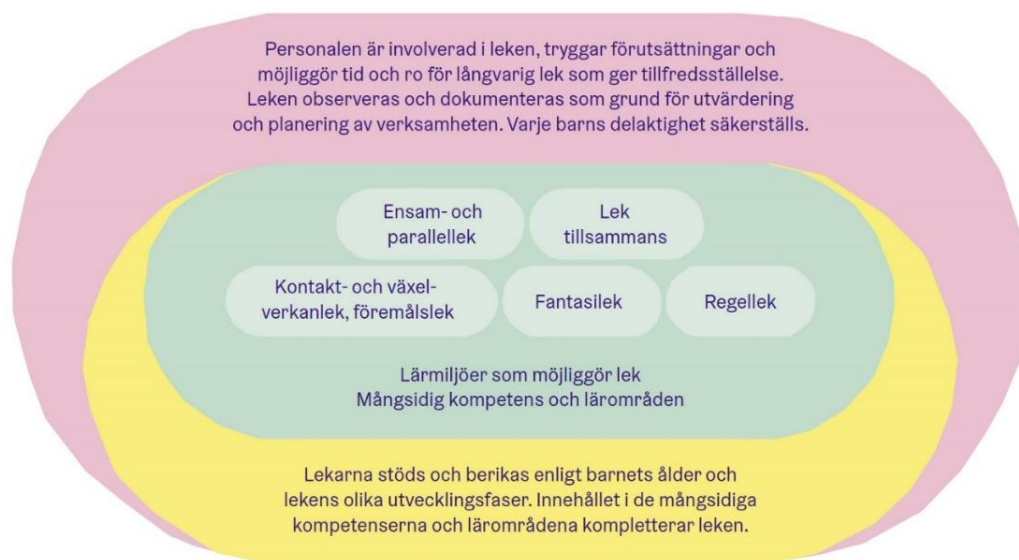 Personalen är involverad i leken, tryggar förutsättningar och
möjliggör tid och ro för långvarig lek som ger tillfredsställelse.
Leken observeras och dokumenteras som grund för utvärdering
och planering av verksamheten. Varje barns delaktighet säkerställs.
Ensam- och
parallellek
Lek
tillsammans
Kontakt- och växel-
verkanlek, föremålslek
Fantasilek
Regellek
Lärmiljöer som möjliggör lek
Mångsidig kompetens och lärområden
Lekarna stöds och berikas enligt barnets ålder och
lekens olika utvecklingsfaser. Innehållet i de mångsidiga
kompetenserna och lärområdena kompletterar leken.